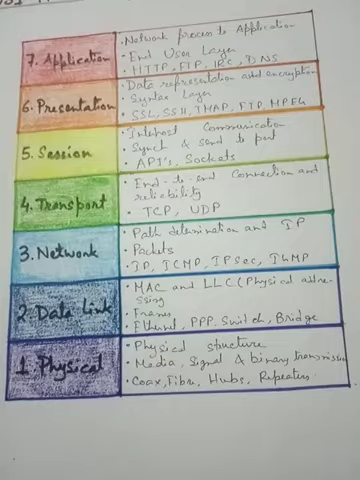 7. Application
• Network process to Application
• End User Layer
• HTTP, FTP, IRC, DNS
6. Presentation
• Data representation and encryption
• Syntax Layer
• SSL, SSH, IMAP, FTP MPEG
5. Session
• Interhost Communication
• Synch & send to port
• API's, Sockets
4. Transport
• End-to-end Connection and
reliability
• TCP, UDP
3. Network
• Path determination and IP
• Packets
• IP, ICMP, IPSec, IGMP
2. Data Link
• MAC and LLC (Physical addre-
ssing)
• Frames
• Ethernet, PPP, Switch, Bridge
1. Physical
• Physical structure
• Media, Signal & binary transmission
• Coax, Fibre, Hubs, Repeaters